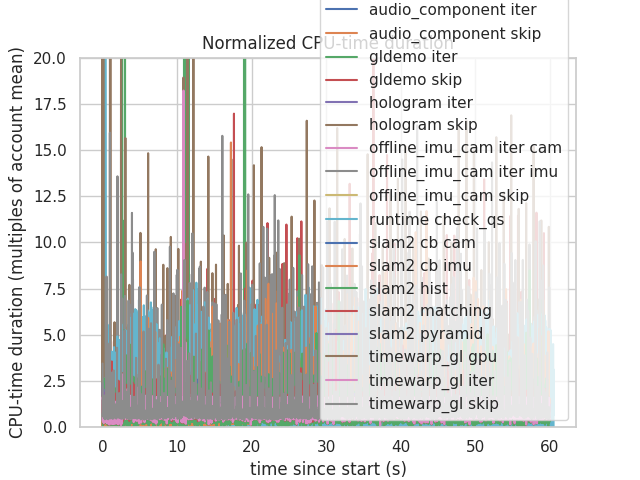 audio_component iter
audio_component skip
gldemo iter
gldemo skip
hologram iter
hologram skip
offline_imu_cam iter cam
offline_imu_cam iter imu
offline_imu_cam skip
runtime check_qs
slam2 cb cam
slam2 cb imu
slam2 hist
slam2 matching
slam2 pyramid
timewarp_gl gpu
timewarp_gl iter
timewarp_gl skip
Normalized CPU-time duration
CPU-time duration (multiples of account mean)
20.0
17.5
15.0
12.5
10.0
7.5
5.0
2.5
0.0
0 10 20 30 40 50 60
time since start (s)